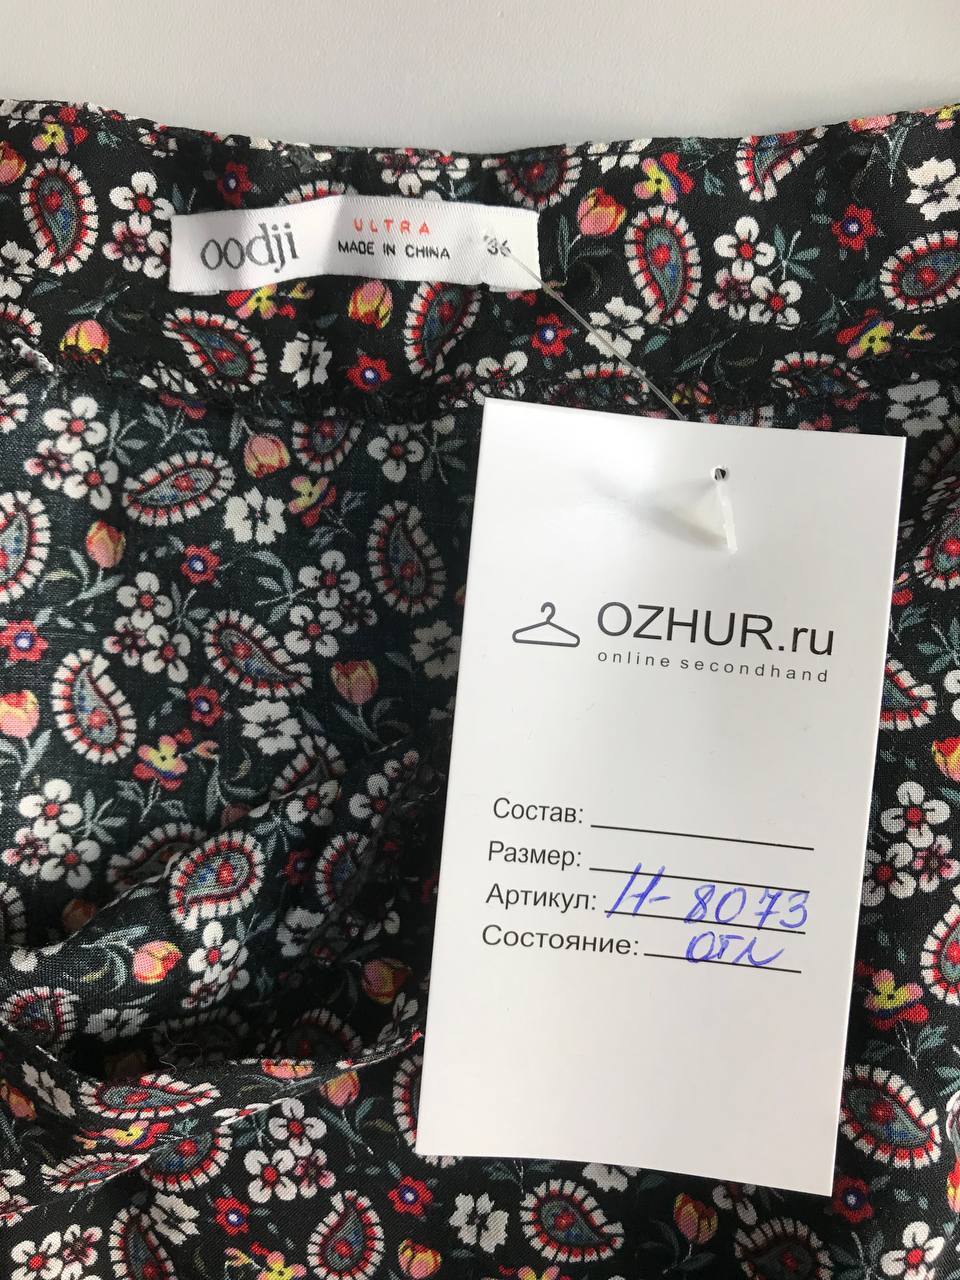 oodji
ULTRA
MADE IN CHINA
36
OZHUR.ru
online secondhand
Состав:
Размер:
Артикул: Н-8073
Состояние: отл